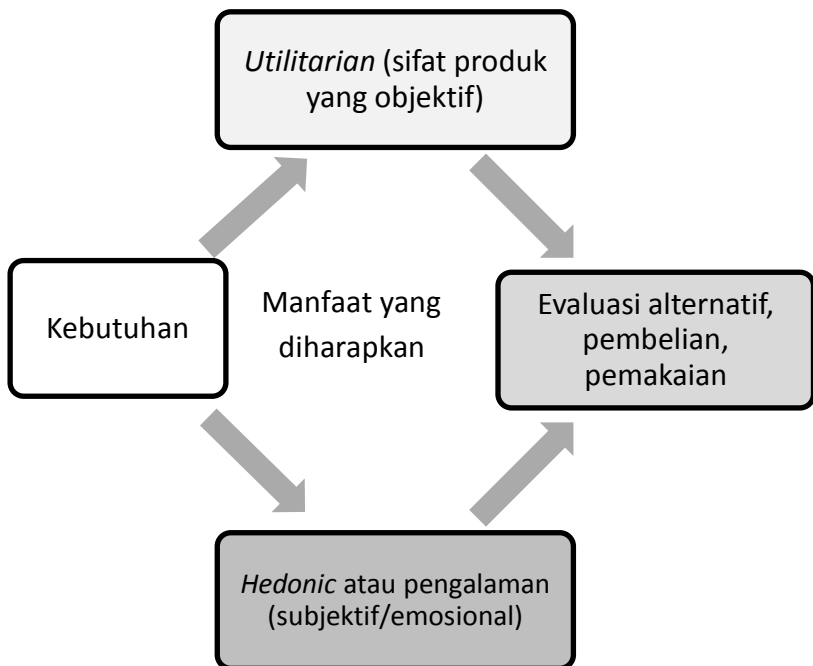 Utilitarian (sifat produk
yang objektif)
Kebutuhan
Manfaat yang
diharapkan
Evaluasi alternatif,
pembelian,
pemakaian
Hedonic atau pengalaman
(subjektif/emosional)